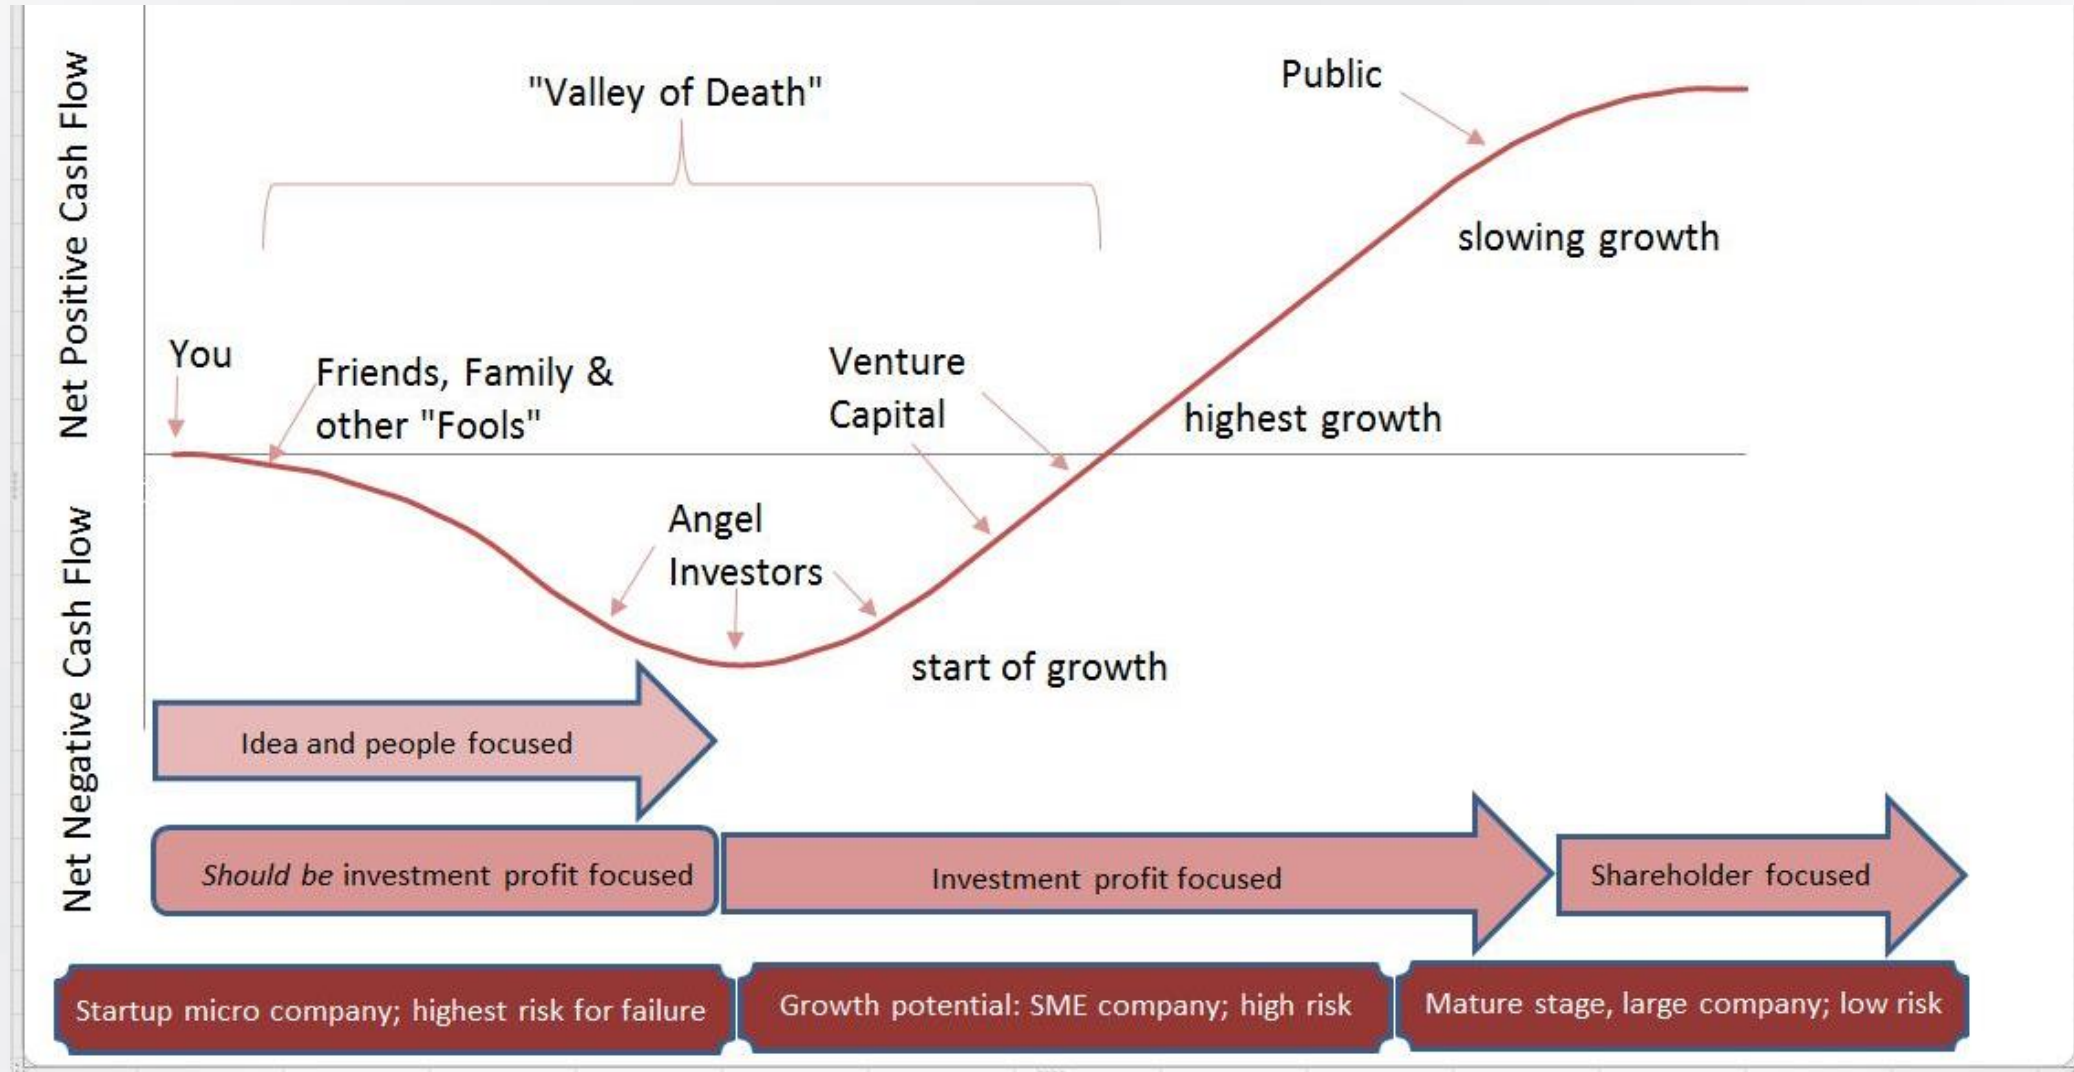 Net Positive Cash Flow
Net Negative Cash Flow
"Valley of Death"
Public
slowing growth
You
Friends, Family &
other "Fools"
Venture
Capital
highest growth
Angel
Investors
start of growth
Idea and people focused
Should be investment profit focused
Investment profit focused
Shareholder focused
Startup micro company; highest risk for failure
Growth potential: SME company; high risk
Mature stage, large company; low risk